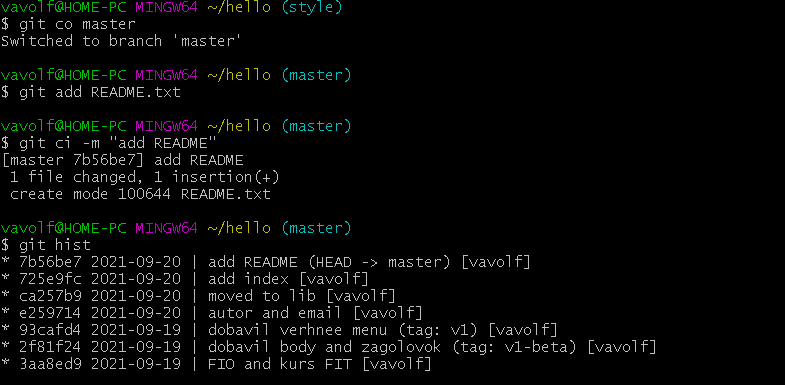 vavolf@HOME-PC MINGW64 ~/hello (style)
$ git co master
Switched to branch 'master'
vavolf@HOME-PC MINGW64 ~/hello (master)
$ git add README.txt
vavolf@HOME-PC MINGW64 ~/hello (master)
$ git ci -m "add README"
[master 7b56be7] add README
 1 file changed, 1 insertion(+)
 create mode 100644 README.txt
vavolf@HOME-PC MINGW64 ~/hello (master)
$ git hist
* 7b56be7 2021-09-20 | add README (HEAD -> master) [vavolf]
* 725e9fc 2021-09-20 | add index [vavolf]
* ca257b9 2021-09-20 | moved to lib [vavolf]
* e259714 2021-09-20 | autor and email [vavolf]
* 93cafd4 2021-09-19 | dobavil verhnee menu (tag: v1) [vavolf]
* 2f81f24 2021-09-19 | dobavil body and zagolovok (tag: v1-beta) [vavolf]
* 3aa8ed9 2021-09-19 | FIO and kurs FIT [vavolf]